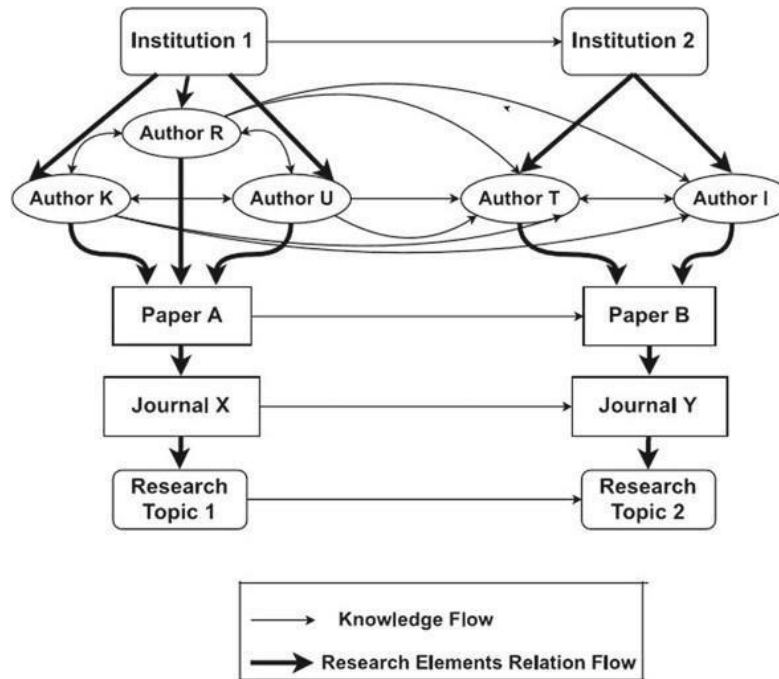 Institution 1
Institution 2
Author R
Author K
Author U
Author T
Author I
Paper A
Paper B
Journal X
Journal Y
Research
Topic 1
Research
Topic 2
Knowledge Flow
Research Elements Relation Flow